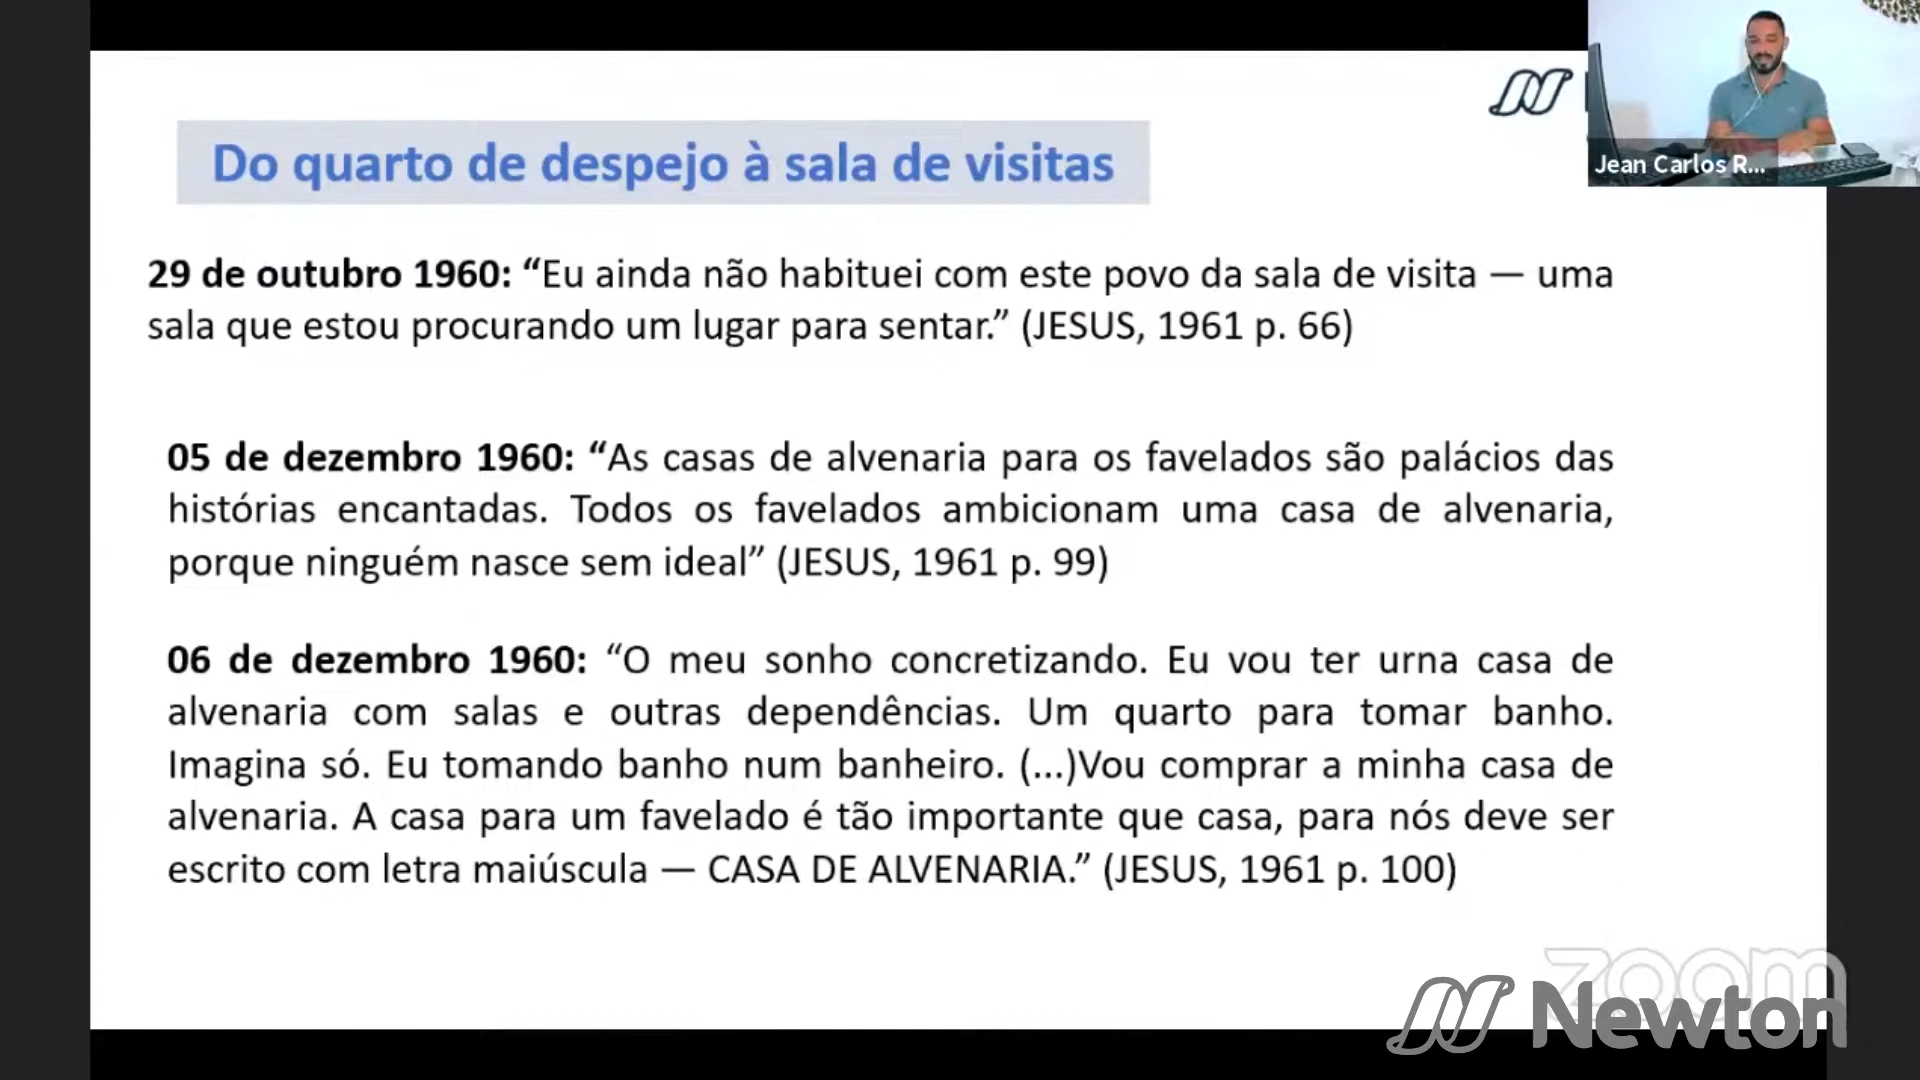 Do quarto de despejo à sala de visitas
Jean Carlos R...
29 de outubro 1960: “Eu ainda não habituei com este povo da sala de visita — uma
sala que estou procurando um lugar para sentar.” (JESUS, 1961 p. 66)
05 de dezembro 1960: “As casas de alvenaria para os favelados são palácios das
histórias encantadas. Todos os favelados ambicionam uma casa de alvenaria,
porque ninguém nasce sem ideal” (JESUS, 1961 p. 99)
06 de dezembro 1960: “O meu sonho concretizando. Eu vou ter urna casa de
alvenaria com salas e outras dependências. Um quarto para tomar banho.
Imagina só. Eu tomando banho num banheiro. (...)Vou comprar a minha casa de
alvenaria. A casa para um favelado é tão importante que casa, para nós deve ser
escrito com letra maiúscula — CASA DE ALVENARIA.” (JESUS, 1961 p. 100)
zoom
Newton